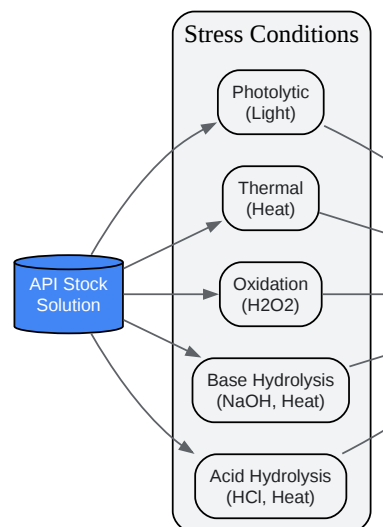 Stress Conditions
Photolytic
(Light)
Thermal
(Heat)
API Stock
Solution
Oxidation
(H2O2)
Base Hydrolysis
(NaOH, Heat)
Acid Hydrolysis
(HCl, Heat)